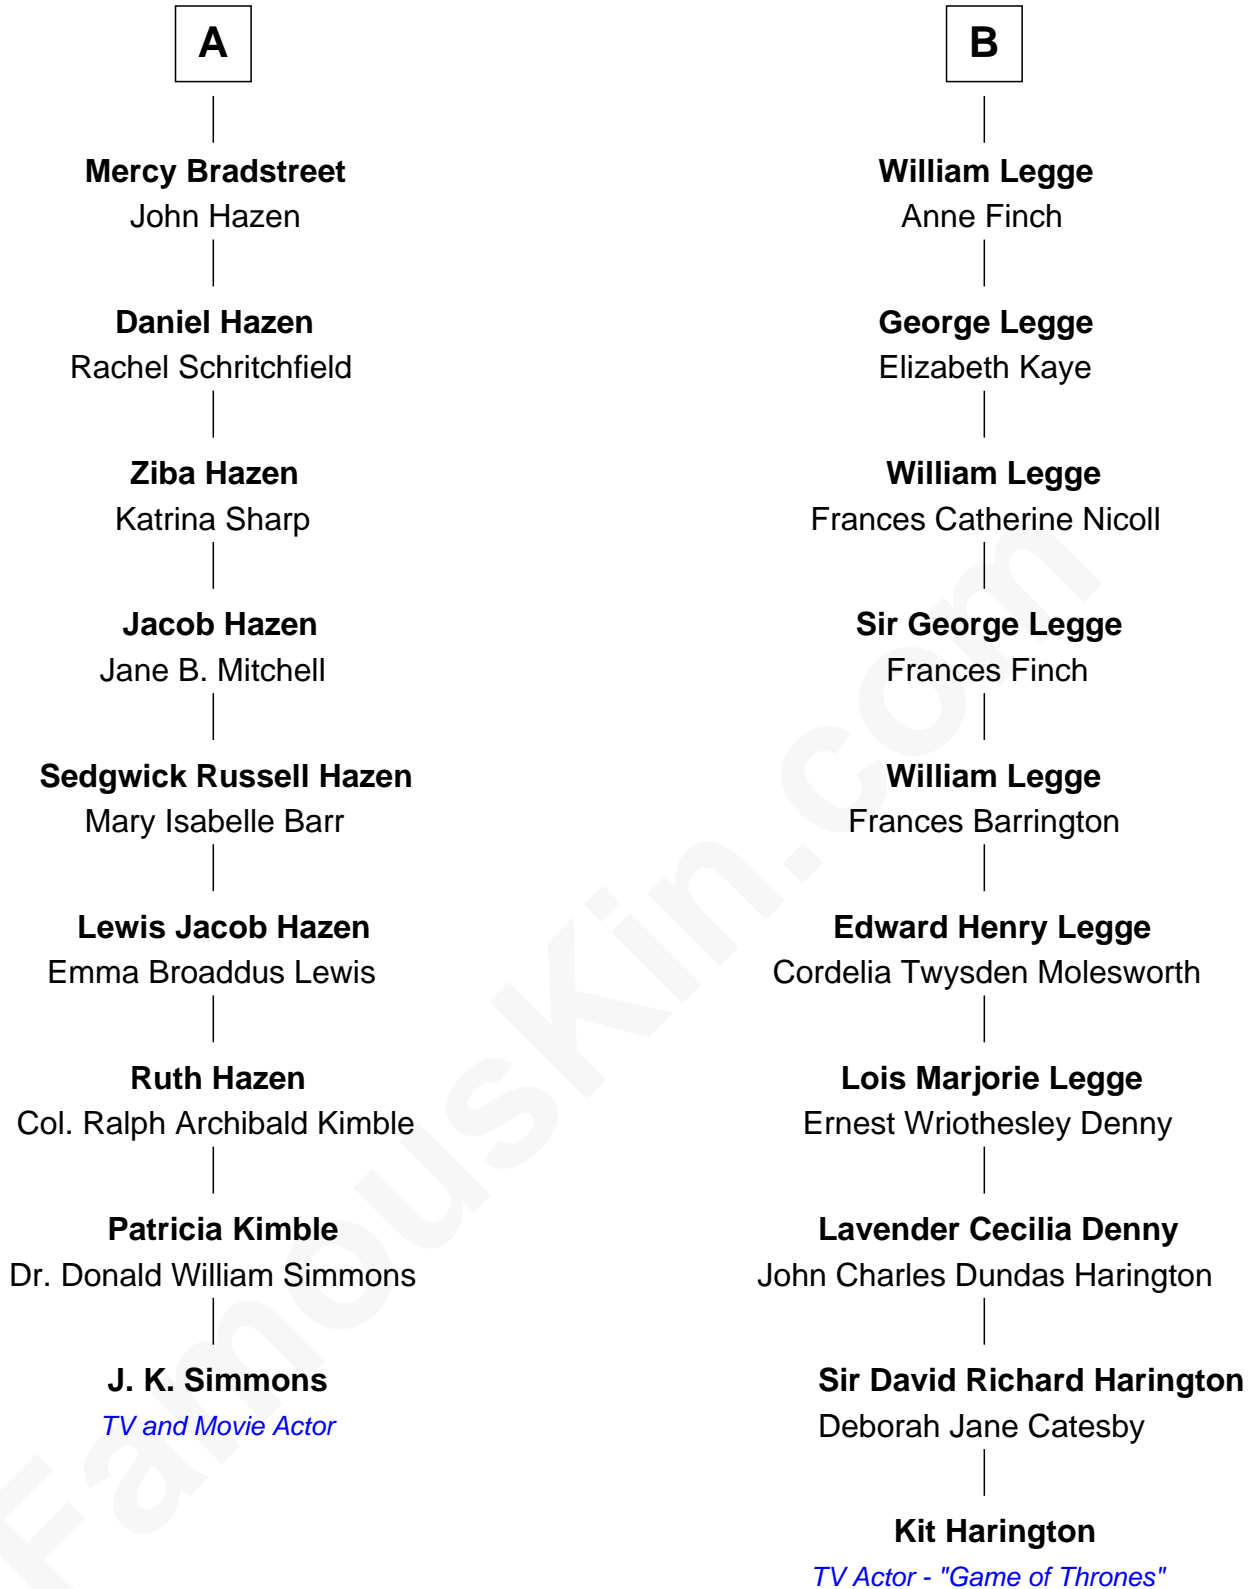 A
Mercy Bradstreet
John Hazen
Daniel Hazen
Rachel Schritchfield
Ziba Hazen
Katrina Sharp
Jacob Hazen
Jane B. Mitchell
Sedgwick Russell Hazen
Mary Isabelle Barr
Lewis Jacob Hazen
Emma Broaddus Lewis
Ruth Hazen
Col. Ralph Archibald Kimble
Patricia Kimble
Dr. Donald William Simmons
J. K. Simmons
TV and Movie Actor
B
William Legge
Anne Finch
George Legge
Elizabeth Kaye
William Legge
Frances Catherine Nicoll
Sir George Legge
Frances Finch
William Legge
Frances Barrington
Edward Henry Legge
Cordelia Twysden Molesworth
Lois Marjorie Legge
Ernest Wriothesley Denny
Lavender Cecilia Denny
John Charles Dundas Harington
Sir David Richard Harington
Deborah Jane Catesby
Kit Harington
TV Actor - "Game of Thrones"
FamousKin.com